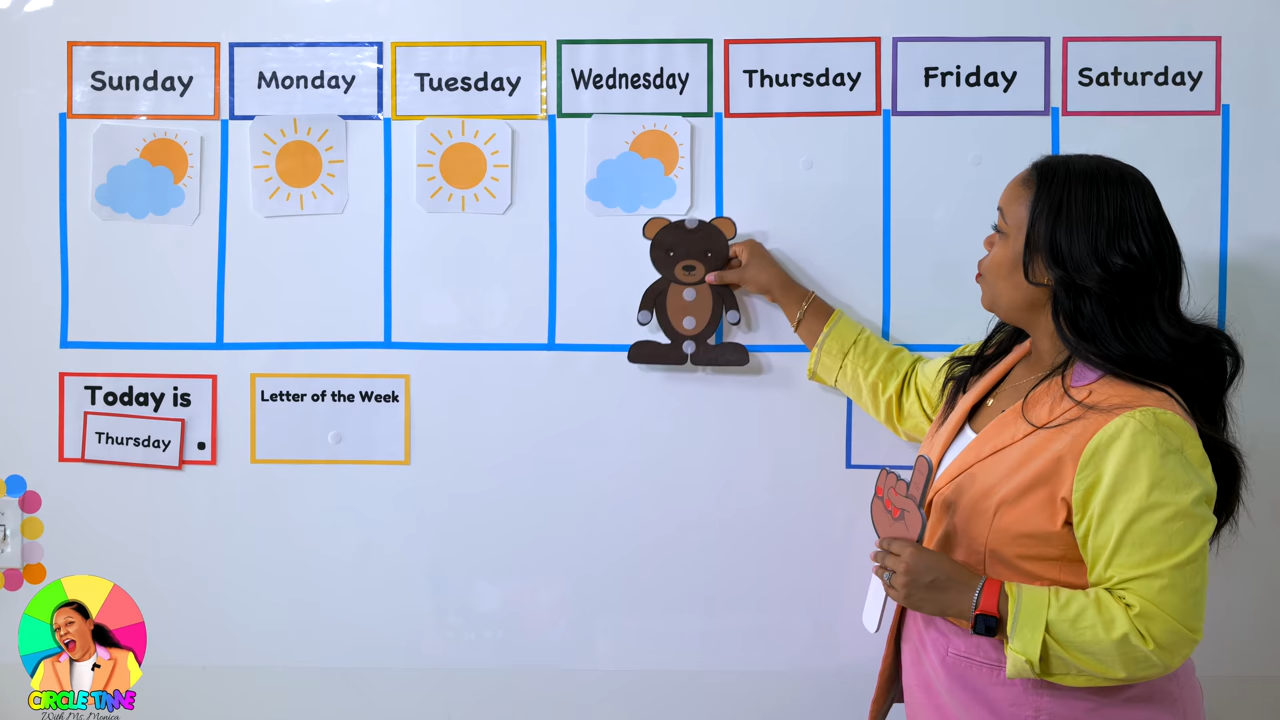 Sunday
Monday
Tuesday
Wednesday
Thursday
Friday
Saturday
Today is
Thursday.
Letter of the Week
CIRCLE TIME
With Ms. Monica